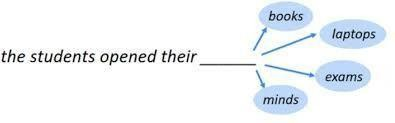 books
laptops
the students opened their ______
exams
minds